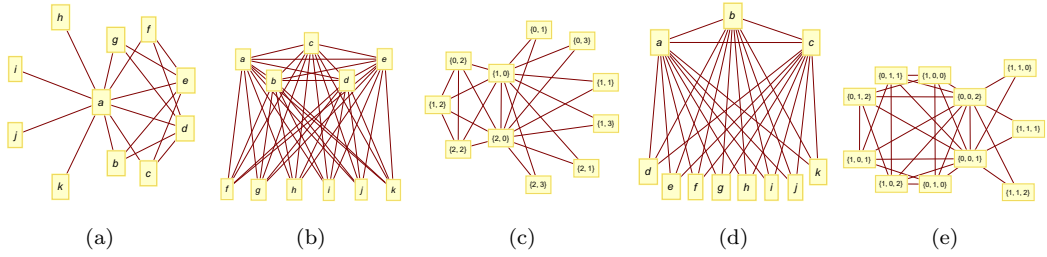 h
f
g
i
e
a
j
d
b
c
k
c
a
e
b
d
f
g
h
i
j
k
{0, 1}
{0, 3}
{0, 2}
{1, 0}
{1, 1}
{1, 2}
{1, 3}
{2, 0}
{2, 2}
{2, 1}
{2, 3}
b
a
c
d
e
f
g
h
i
j
k
{1, 1, 0}
{0, 1, 1}
{1, 0, 0}
{0, 1, 2}
{0, 0, 2}
{1, 1, 1}
{1, 0, 1}
{0, 0, 1}
{1, 0, 2}
{0, 1, 0}
{1, 1, 2}
(a) (b) (c) (d) (e)